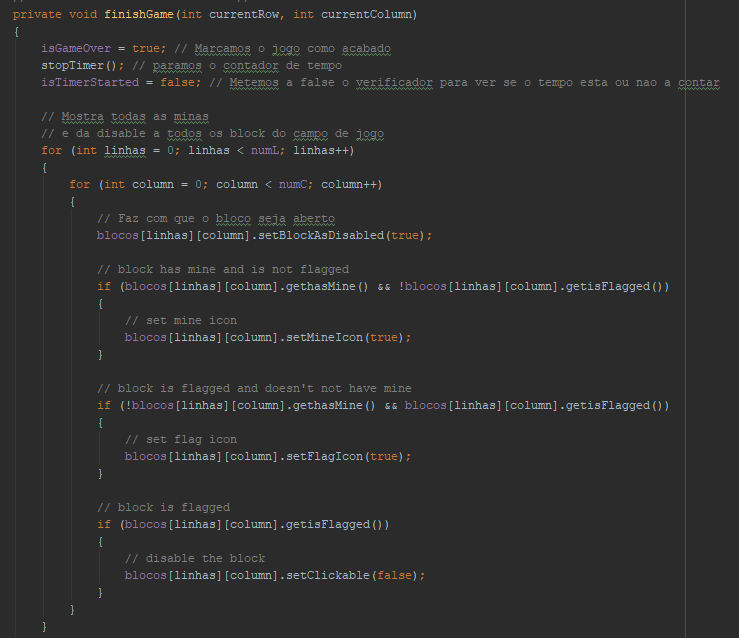 private void finishGame(int currentRow, int currentColumn)
{
isGameOver = true; // Marcamos o jogo como acabado
stopTimer(); // paramos o contador de tempo
isTimerStarted = false; // Metemos a false o verificador para ver se o tempo esta ou nao a contar
// Mostra todas as minas
// e da disable a todos os block do campo de jogo
for (int linhas = 0; linhas < numL; linhas++)
{
for (int column = 0; column < numC; column++)
{
// Faz com que o bloco seja aberto
blocos[linhas][column].setBlockAsDisabled(true);
// block has mine and is not flagged
if (blocos[linhas][column].gethasMine() && !blocos[linhas][column].getisFlagged())
{
// set mine icon
blocos[linhas][column].setMineIcon(true);
}
// block is flagged and doesn't not have mine
if (!blocos[linhas][column].gethasMine() && blocos[linhas][column].getisFlagged())
{
// set flag icon
blocos[linhas][column].setFlagIcon(true);
}
// block is flagged
if (blocos[linhas][column].getisFlagged())
{
// disable the block
blocos[linhas][column].setClickable(false);
}
}
}